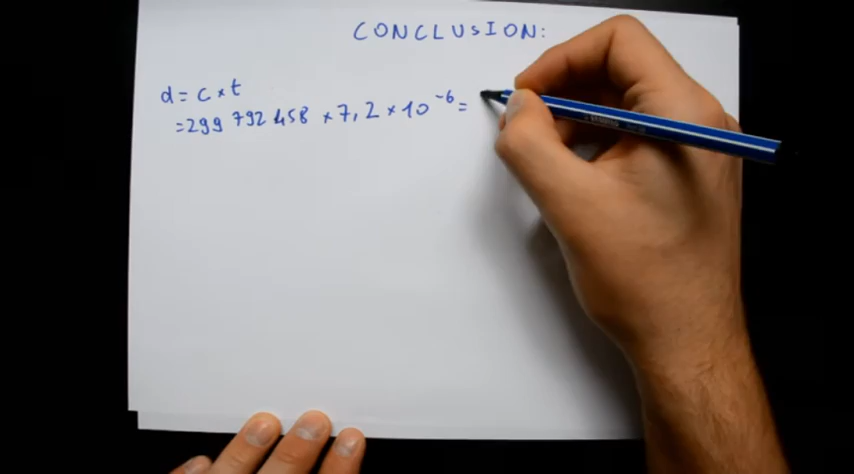 CONCLUSION:
d = c × t
= 299 792 458 × 7,2 × 10⁻⁶ =